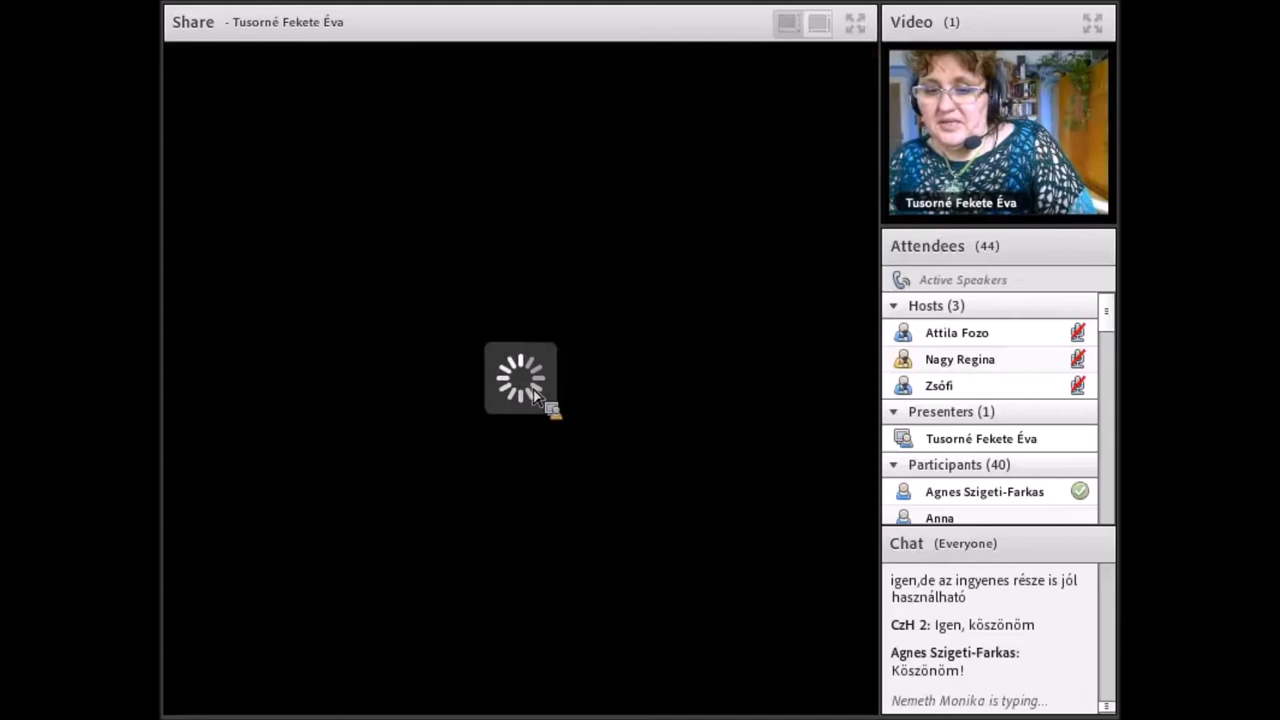 Share - Tusorné Fekete Éva
Video (1)
Tusorné Fekete Éva
Attendees (44)
Active Speakers
Hosts (3)
Attila Fozo
Nagy Regina
Zsófi
Presenters (1)
Tusorné Fekete Éva
Participants (40)
Agnes Szigeti-Farkas
Anna
Chat (Everyone)
igen,de az ingyenes része is jól
használható
CzH 2: Igen, köszönöm
Agnes Szigeti-Farkas:
Köszönöm!
Nemeth Monika is typing...